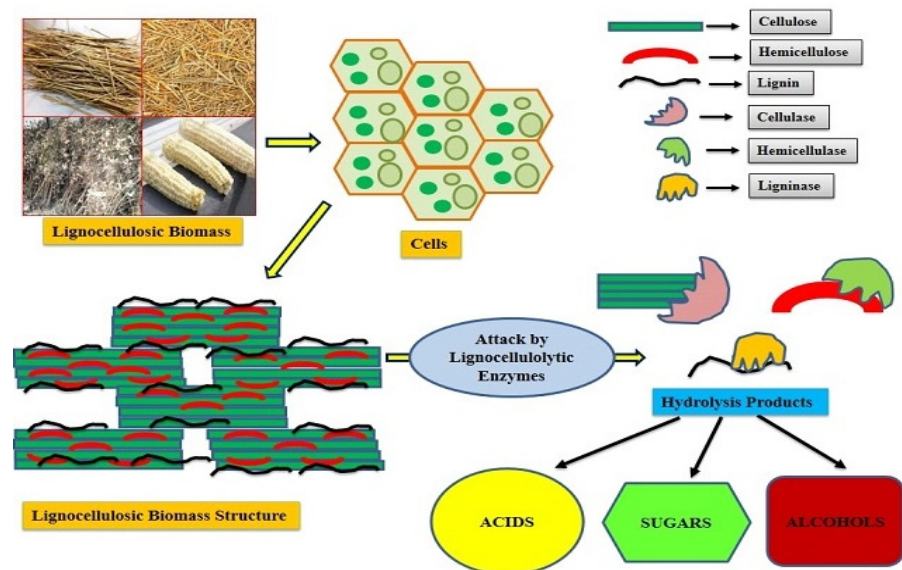 Cellulose
Hemicellulose
Lignin
Cellulase
Hemicellulase
Ligninase
Lignocellulosic Biomass
Cells
Attack by
Lignocellulolytic
Enzymes
Hydrolysis Products
Lignocellulosic Biomass Structure
ACIDS
SUGARS
ALCOHOLS